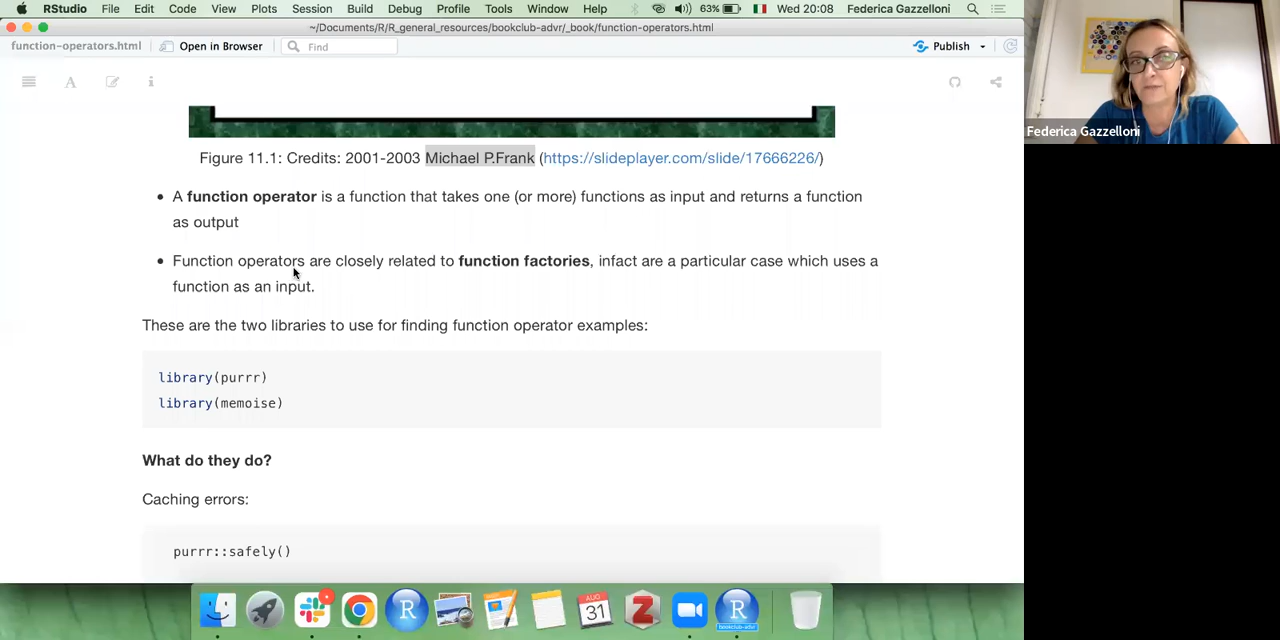 RStudio File Edit Code View Plots Session Build Debug Profile Tools Window Help 63% Wed 20:08 Federica Gazzelloni
~/Documents/R/R_general_resources/bookclub-advr/_book/function-operators.html
function-operators.html Open in Browser Find Publish
A i
Figure 11.1: Credits: 2001-2003 Michael P.Frank (https://slideplayer.com/slide/17666226/)
• A function operator is a function that takes one (or more) functions as input and returns a function
as output
• Function operators are closely related to function factories, infact are a particular case which uses a
function as an input.
These are the two libraries to use for finding function operator examples:
library(purrr)
library(memoise)
What do they do?
Caching errors:
purrr::safely()
Federica Gazzelloni
R
AUG
31
Z
R
bookclub-advr